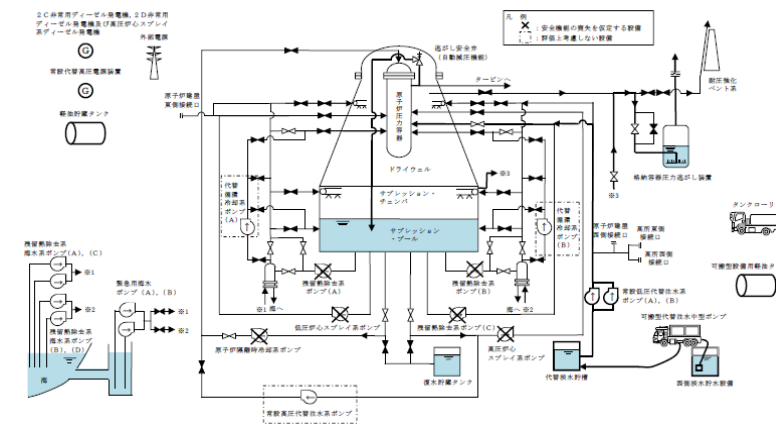 ２Ｃ非常用ディーゼル発電機，２Ｄ非常用
ディーゼル発電機及び高圧炉心スプレイ
系ディーゼル発電機
外部電源
G
常設代替高圧電源装置
G
軽油貯蔵タンク
凡 例
：安全機能の喪失を仮定する設備
：評価上考慮しない設備
逃がし安全弁
（自動減圧機能）
タービンへ
耐圧強化
ベント系
原子炉建屋
東側接続口
原子炉圧力容器
ドライウェル
格納容器圧力逃がし装置
※3
※3
サプレッション・
チェンバ
サプレッション
・プール
代替
循環
冷却系
ポンプ
（A）
代替
循環
冷却系
ポンプ
（B）
タンクローリ
原子炉建屋
西側接続口
高所東側
接続口
高所西側
接続口
可搬型設備用軽油タ
残留熱除去系
海水系ポンプ(A)，(C)
※1
※2
残留熱除去系
海水系ポンプ
(B)，(D)
緊急用海水
ポンプ(A)，(B)
※1
※2
海
※1
海へ
残留熱除去系
ポンプ(A)
残留熱除去系
ポンプ(B)
海へ
※2
常設低圧代替注水系
ポンプ(A)，(B)
可搬型代替注水中型ポンプ
低圧炉心スプレイ系ポンプ
残留熱除去系ポンプ(C)
原子炉隔離時冷却系ポンプ
高圧炉心
スプレイ系ポンプ
復水貯蔵タンク
代替淡水貯槽
西側淡水貯水設備
常設高圧代替注水系ポンプ